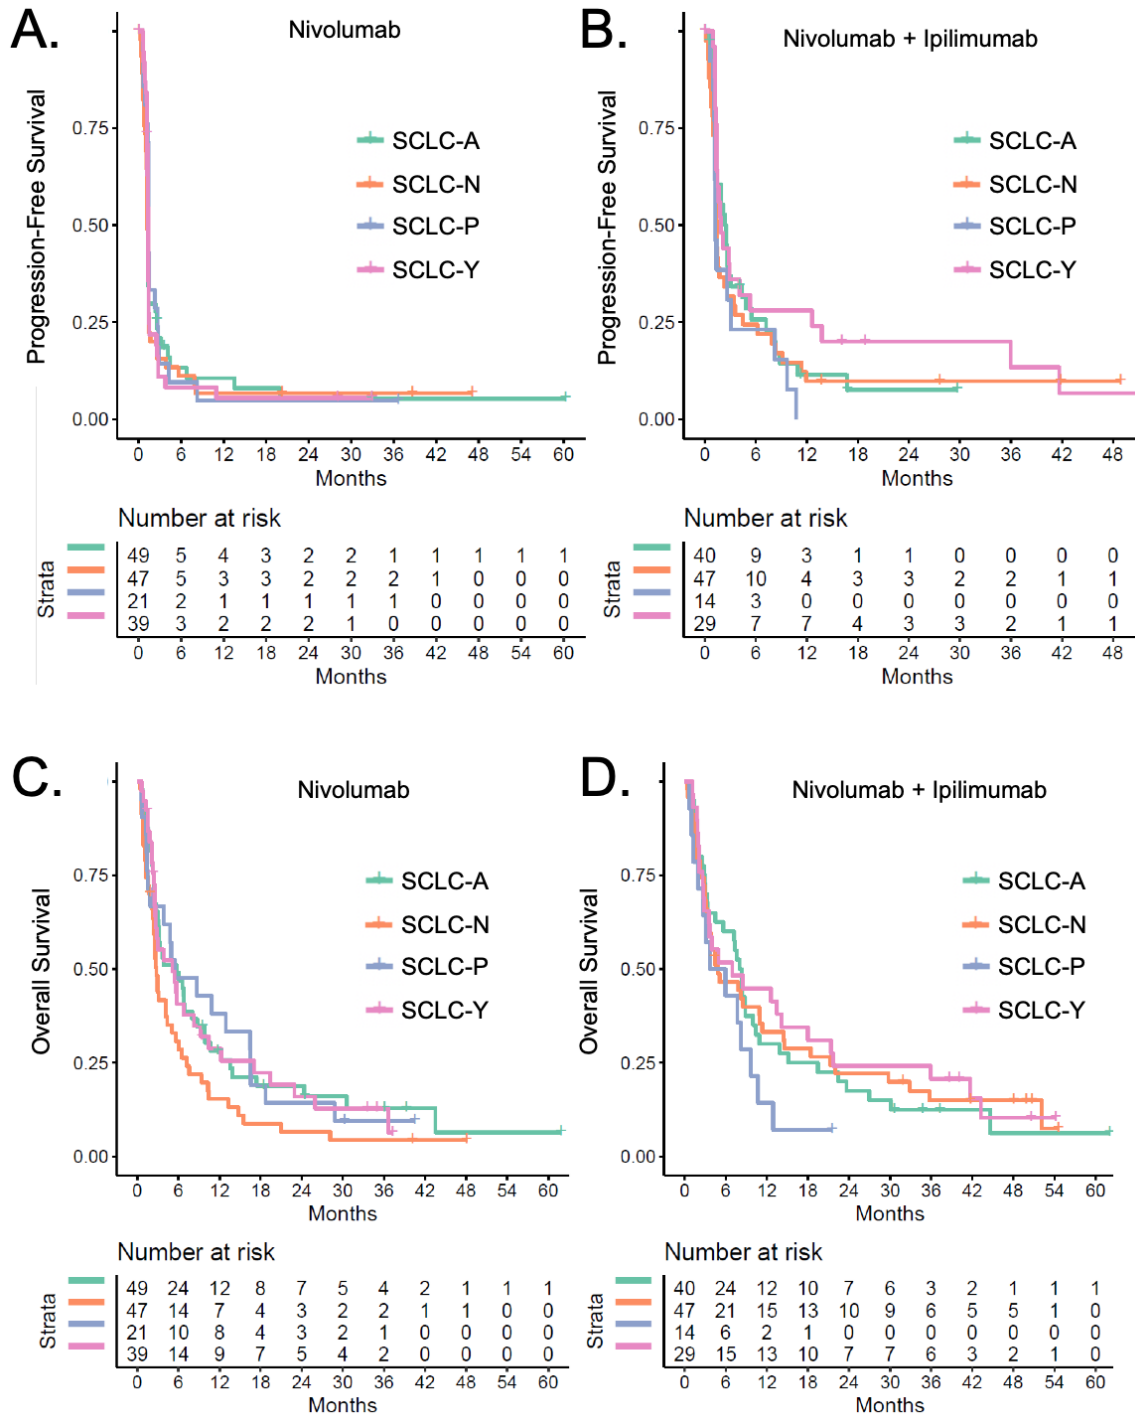 A.
Nivolumab
Progression-Free Survival
0.75
0.50
0.25
0.00
SCLC-A
SCLC-N
SCLC-P
SCLC-Y
0 6 12 18 24 30 36 42 48 54 60
Months
Number at risk
Strata
49 5 4 3 2 2 1 1 1 1 1
47 5 3 3 2 2 2 1 0 0 0
21 2 1 1 1 1 1 0 0 0 0
39 3 2 2 2 1 0 0 0 0 0
0 6 12 18 24 30 36 42 48 54 60
Months
B.
Nivolumab + Ipilimumab
Progression-Free Survival
0.75
0.50
0.25
0.00
SCLC-A
SCLC-N
SCLC-P
SCLC-Y
0 6 12 18 24 30 36 42 48
Months
Number at risk
Strata
40 9 3 1 1 0 0 0 0
47 10 4 3 3 2 2 1 1
14 3 0 0 0 0 0 0 0
29 7 7 4 3 3 2 1 1
0 6 12 18 24 30 36 42 48
Months
C.
Nivolumab
Overall Survival
0.75
0.50
0.25
0.00
SCLC-A
SCLC-N
SCLC-P
SCLC-Y
0 6 12 18 24 30 36 42 48 54 60
Months
Number at risk
Strata
49 24 12 8 7 5 4 2 1 1 1
47 14 7 4 3 2 2 1 1 0 0
21 10 8 4 3 2 1 0 0 0 0
39 14 9 7 5 4 2 0 0 0 0
0 6 12 18 24 30 36 42 48 54 60
Months
D.
Nivolumab + Ipilimumab
Overall Survival
0.75
0.50
0.25
0.00
SCLC-A
SCLC-N
SCLC-P
SCLC-Y
0 6 12 18 24 30 36 42 48 54 60
Months
Number at risk
Strata
40 24 12 10 7 6 3 2 1 1 1
47 21 15 13 10 9 6 5 5 1 0
14 6 2 1 0 0 0 0 0 0 0
29 15 13 10 7 7 6 3 2 1 0
0 6 12 18 24 30 36 42 48 54 60
Months